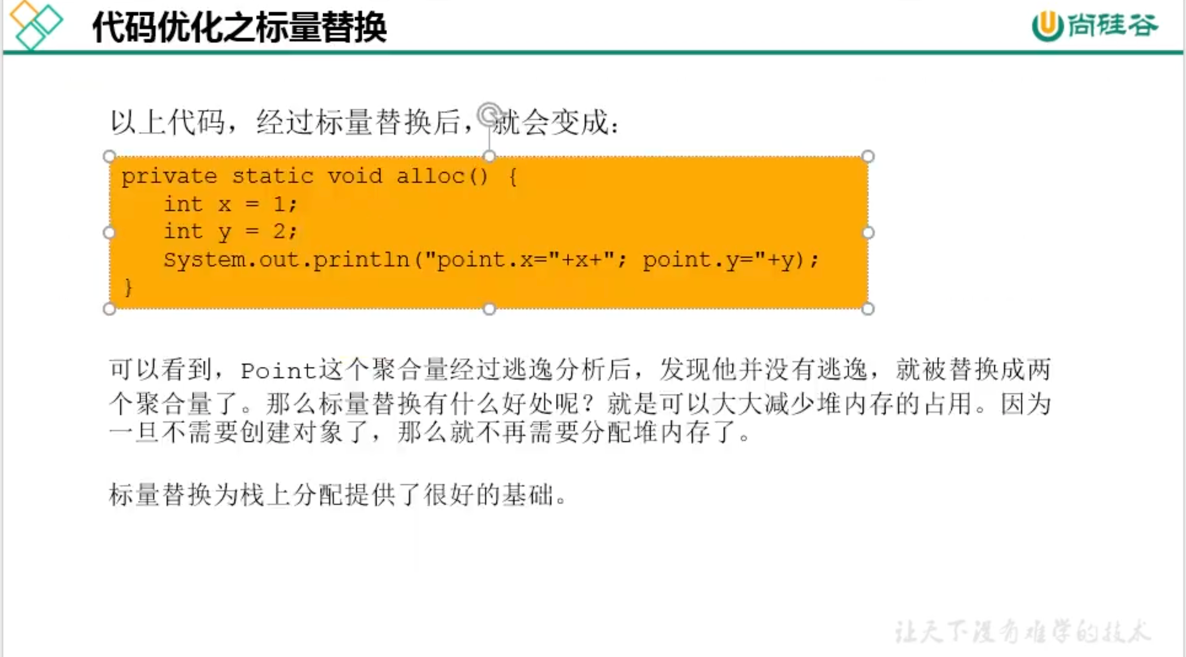 代码优化之标量替换
尚硅谷
以上代码，经过标量替换后，就会变成：
private static void alloc() {
int x = 1;
int y = 2;
System.out.println("point.x="+x+"; point.y="+y);
}
可以看到，Point这个聚合量经过逃逸分析后，发现他并没有逃逸，就被替换成两
个聚合量了。那么标量替换有什么好处呢？就是可以大大减少堆内存的占用。因为
一旦不需要创建对象了，那么就不再需要分配堆内存了。
标量替换为栈上分配提供了很好的基础。
让天下没有难学的技术